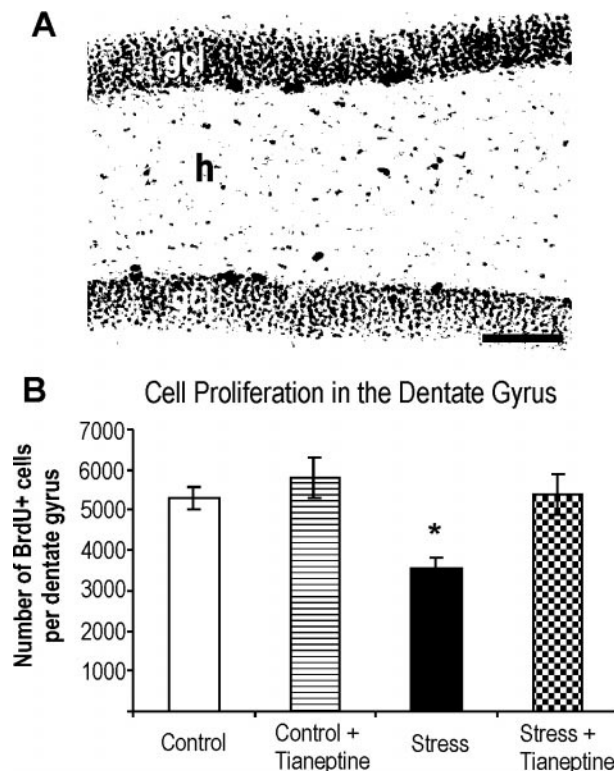 A
gcl
h
gcl
B
Cell Proliferation in the Dentate Gyrus
Number of BrdU+ cells
per dentate gyrus
7000
6000
5000
4000
3000
2000
1000
*
Control
Control +
Tianeptine
Stress
Stress +
Tianeptine